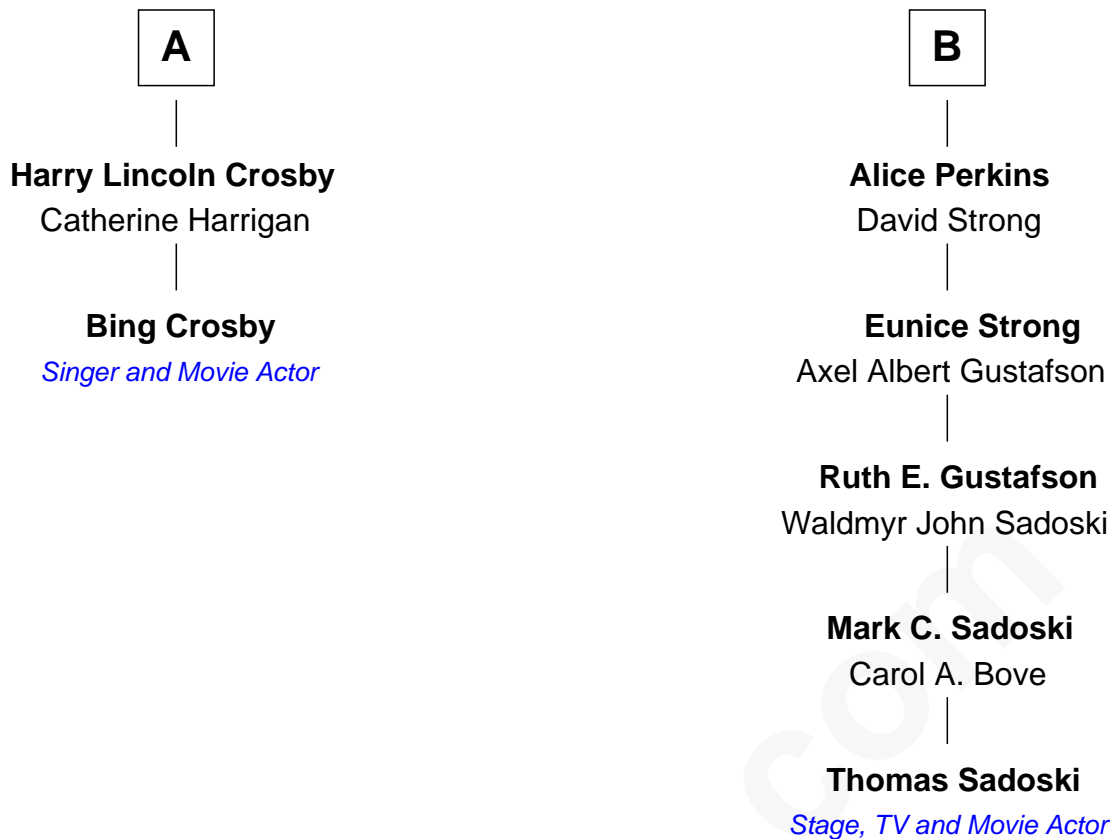 A
Harry Lincoln Crosby
Catherine Harrigan
Bing Crosby
Singer and Movie Actor
B
Alice Perkins
David Strong
Eunice Strong
Axel Albert Gustafson
Ruth E. Gustafson
Waldmyr John Sadoski
Mark C. Sadoski
Carol A. Bove
Thomas Sadoski
Stage, TV and Movie Actor
com